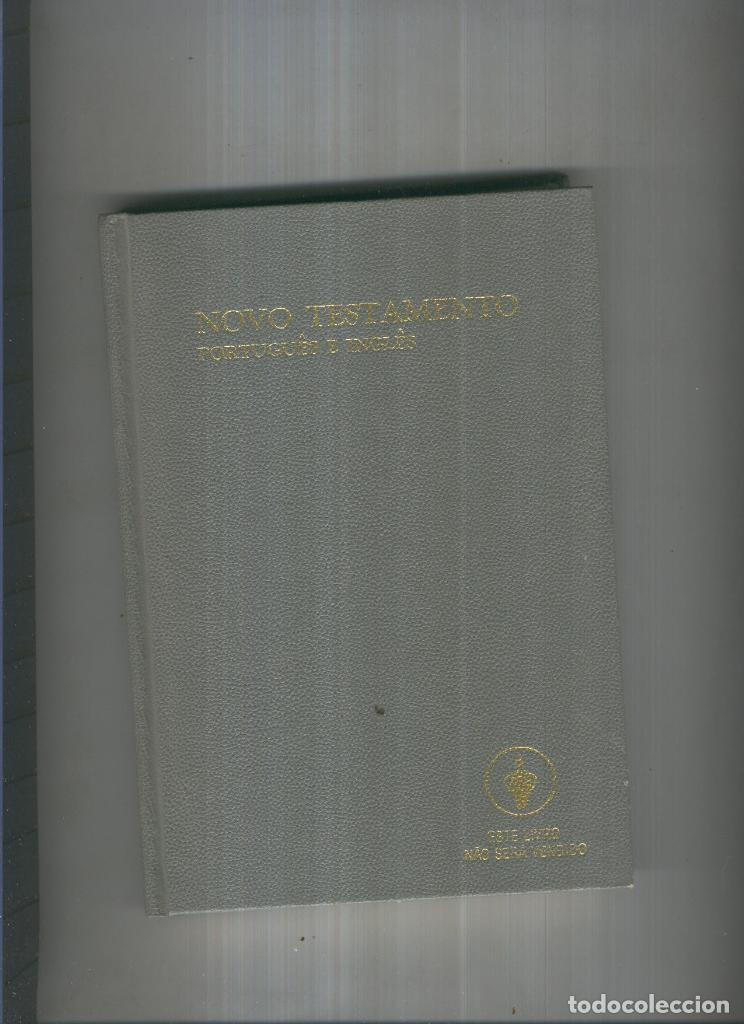 NOVO TESTAMENTO
PORTUGUÊS E INGLÊS
ESTE LIVRO
NÃO SERÁ VENDIDO
todocoleccion